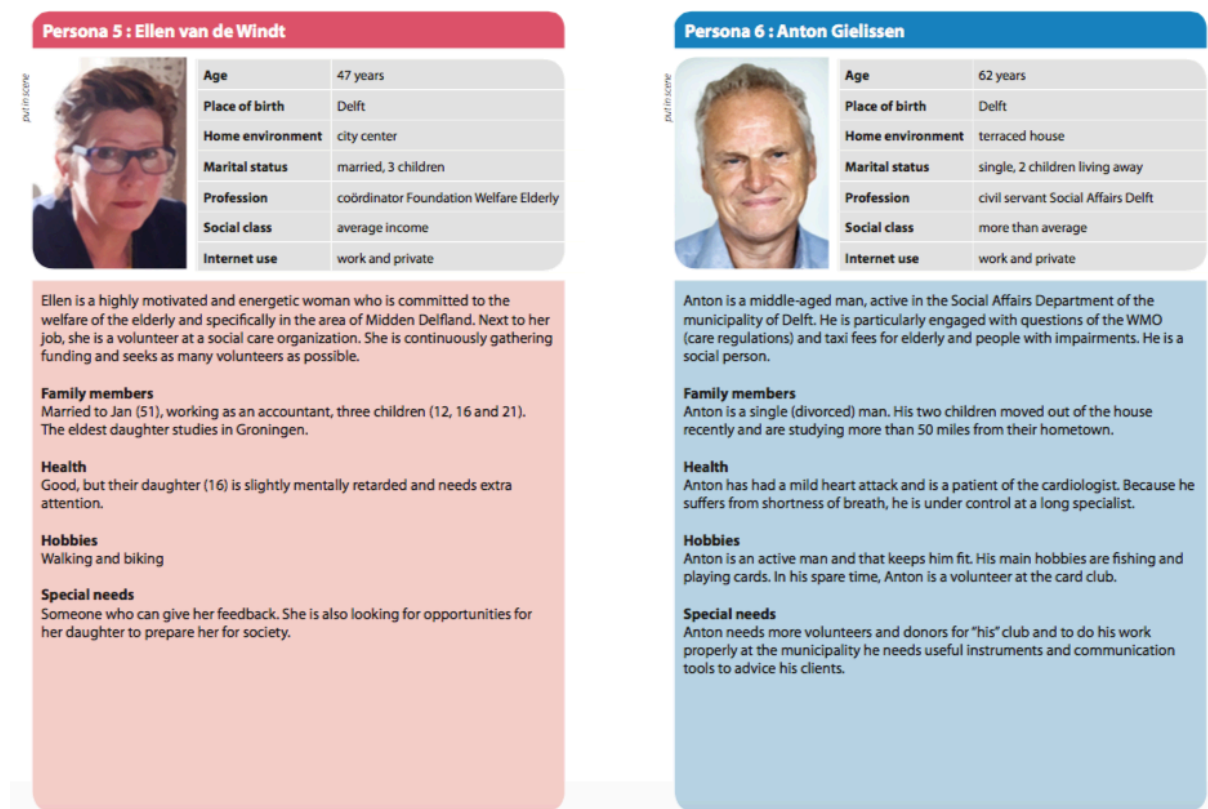 Persona 5 : Ellen van de Windt
put in scene
Age 47 years
Place of birth Delft
Home environment city center
Marital status married, 3 children
Profession coördinator Foundation Welfare Elderly
Social class average income
Internet use work and private
Ellen is a highly motivated and energetic woman who is committed to the
welfare of the elderly and specifically in the area of Midden Delfland. Next to her
job, she is a volunteer at a social care organization. She is continuously gathering
funding and seeks as many volunteers as possible.
Family members
Married to Jan (51), working as an accountant, three children (12, 16 and 21).
The eldest daughter studies in Groningen.
Health
Good, but their daughter (16) is slightly mentally retarded and needs extra
attention.
Hobbies
Walking and biking
Special needs
Someone who can give her feedback. She is also looking for opportunities for
her daughter to prepare her for society.
Persona 6 : Anton Gielissen
put in scene
Age 62 years
Place of birth Delft
Home environment terraced house
Marital status single, 2 children living away
Profession civil servant Social Affairs Delft
Social class more than average
Internet use work and private
Anton is a middle-aged man, active in the Social Affairs Department of the
municipality of Delft. He is particularly engaged with questions of the WMO
(care regulations) and taxi fees for elderly and people with impairments. He is a
social person.
Family members
Anton is a single (divorced) man. His two children moved out of the house
recently and are studying more than 50 miles from their hometown.
Health
Anton has had a mild heart attack and is a patient of the cardiologist. Because he
suffers from shortness of breath, he is under control at a long specialist.
Hobbies
Anton is an active man and that keeps him fit. His main hobbies are fishing and
playing cards. In his spare time, Anton is a volunteer at the card club.
Special needs
Anton needs more volunteers and donors for "his" club and to do his work
properly at the municipality he needs useful instruments and communication
tools to advice his clients.